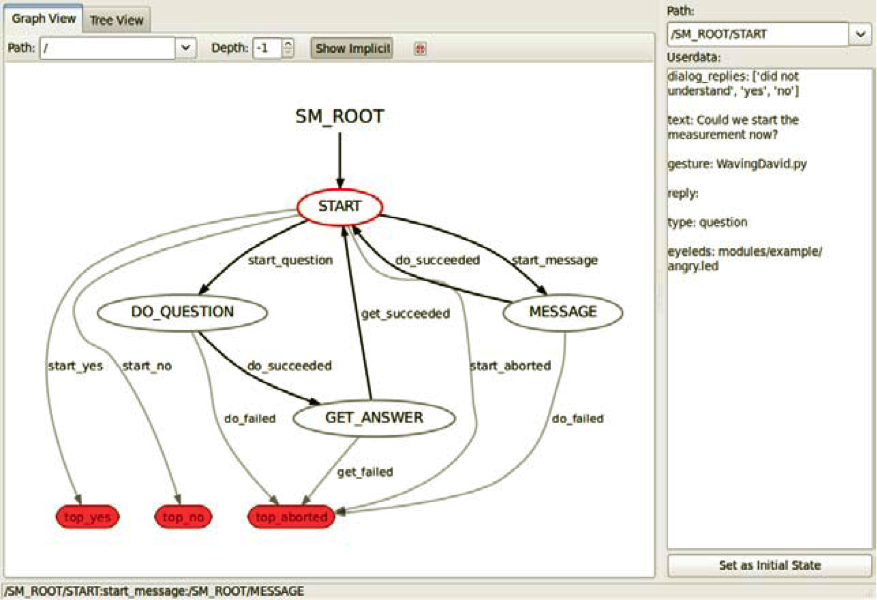 Graph View
Tree View
Path: /
Depth: -1
Show Implicit
SM_ROOT
START
start_question
do_succeeded
start_message
DO_QUESTION
get_succeeded
MESSAGE
start_yes
start_no
do_succeeded
start_aborted
do_failed
GET_ANSWER
do_failed
get_failed
top_yes
top_no
top_aborted
/SM_ROOT/START:start_message:/SM_ROOT/MESSAGE
Path:
/SM_ROOT/START
Userdata:
dialog_replies: ['did not
understand', 'yes', 'no']
text: Could we start the
measurement now?
gesture: WavingDavid.py
reply:
type: question
eyeleds: modules/example/
angry.led
Set as Initial State